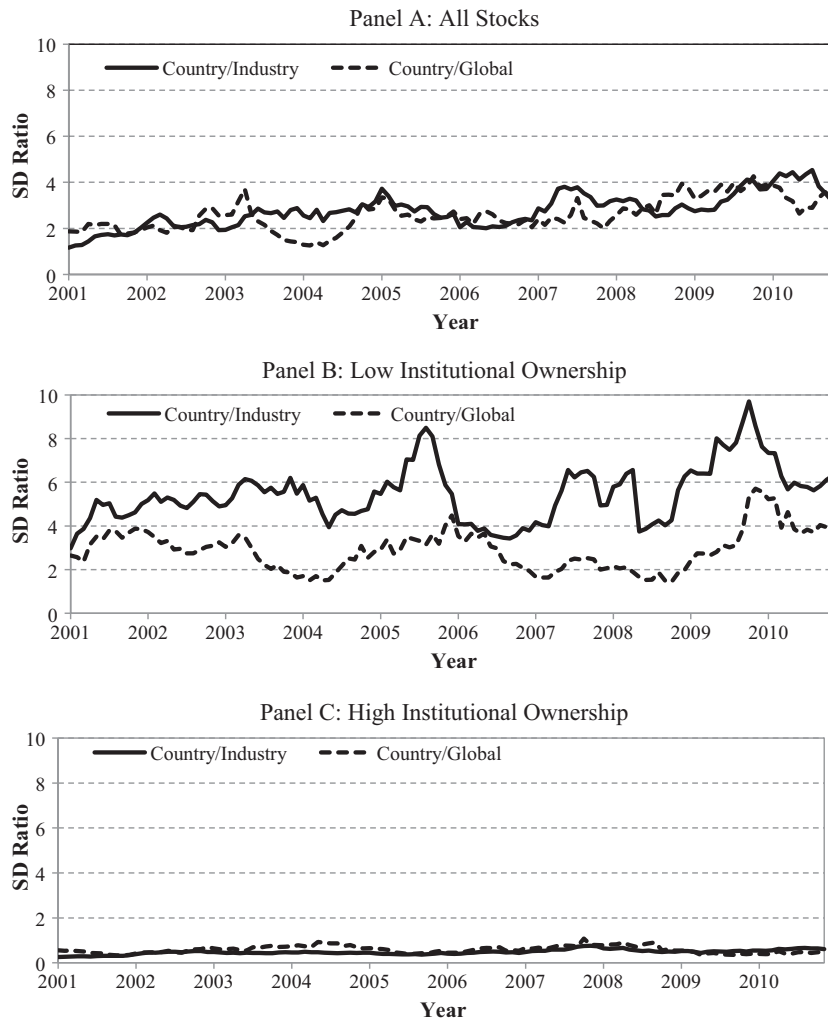 Panel A: All Stocks
10
Country/Industry Country/Global
8
6
4
2
0
SD Ratio
2001 2002 2003 2004 2005 2006 2007 2008 2009 2010
Year
Panel B: Low Institutional Ownership
10
Country/Industry Country/Global
8
6
4
2
0
SD Ratio
2001 2002 2003 2004 2005 2006 2007 2008 2009 2010
Year
Panel C: High Institutional Ownership
10
Country/Industry Country/Global
8
6
4
2
0
SD Ratio
2001 2002 2003 2004 2005 2006 2007 2008 2009 2010
Year